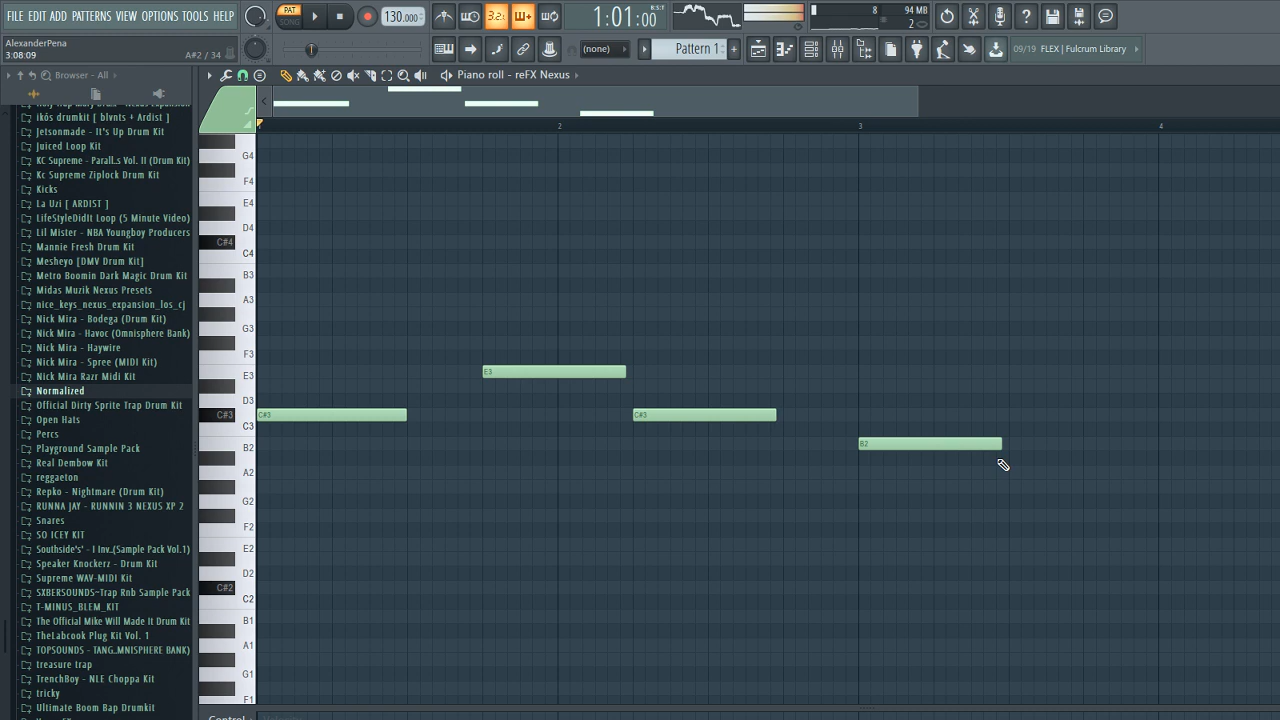 FILE EDIT ADD PATTERNS VIEW OPTIONS TOOLS HELP
PAT
SONG
130.000
3.2.
1:01:00
B:S:T
8
94 MB
2
AlexanderPena
3:08:09
A#2 / 34
(none)
Pattern 1
+
09/19 FLEX | Fulcrum Library
Browser - All
Piano roll - reFX Nexus
ikós drumkit [ blvnts + Ardist ]
Jetsonmade - It's Up Drum Kit
Juiced Loop Kit
KC Supreme - Parall..s Vol. II (Drum Kit)
Kc Supreme Ziplock Drum Kit
Kicks
La Uzi [ ARDIST ]
LifeStyleDidIt Loop (5 Minute Video)
Lil Mister - NBA Youngboy Producers
Mannie Fresh Drum Kit
Mesheyo [DMV Drum Kit]
Metro Boomin Dark Magic Drum Kit
Midas Muzik Nexus Presets
nice_keys_nexus_expansion_los_cj
Nick Mira - Bodega (Drum Kit)
Nick Mira - Havoc (Omnisphere Bank)
Nick Mira - Haywire
Nick Mira - Spree (MIDI Kit)
Nick Mira Razr Midi Kit
Normalized
Official Dirty Sprite Trap Drum Kit
Open Hats
Percs
Playground Sample Pack
Real Dembow Kit
reggaeton
Repko - Nightmare (Drum Kit)
RUNNA JAY - RUNNIN 3 NEXUS XP 2
Snares
SO ICEY KIT
Southside's' - I Inv..(Sample Pack Vol.1)
Speaker Knockerz - Drum Kit
Supreme WAV-MIDI Kit
SXBERSOUNDS-Trap Rnb Sample Pack
T-MINUS_BLEM_KIT
The Official Mike Will Made It Drum Kit
TheLabcook Plug Kit Vol. 1
TOPSOUNDS - TANG..MNISPHERE BANK)
treasure trap
TrenchBoy - NLE Choppa Kit
tricky
Ultimate Boom Bap Drumkit
2
3
4
G4
F4
E4
D4
C#4
C4
B3
A3
G3
F3
E3
D3
C#3
C3
B2
A2
G2
F2
E2
D2
C#2
C2
B1
A1
G1
F1
E3
C#3
C#3
B2
Control